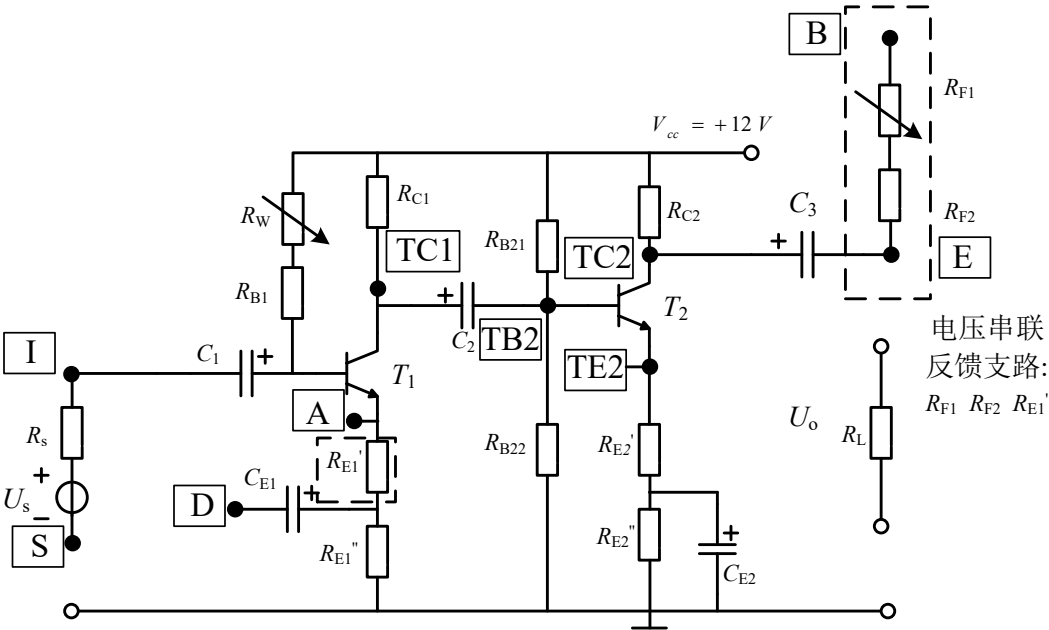 B
R_F1
V_cc = +12 V
R_W
R_C1
R_C2
C_3
R_F2
R_B21
TC1
TC2
E
R_B1
C_2
TB2
T_2
电压串联
反馈支路:
R_F1 R_F2 R_E1'
I
C_1
T_1
TE2
A
R_s
R_E1'
R_B22
R_E2'
U_o
R_L
C_E1
U_s
D
S
R_E1"
R_E2"
C_E2